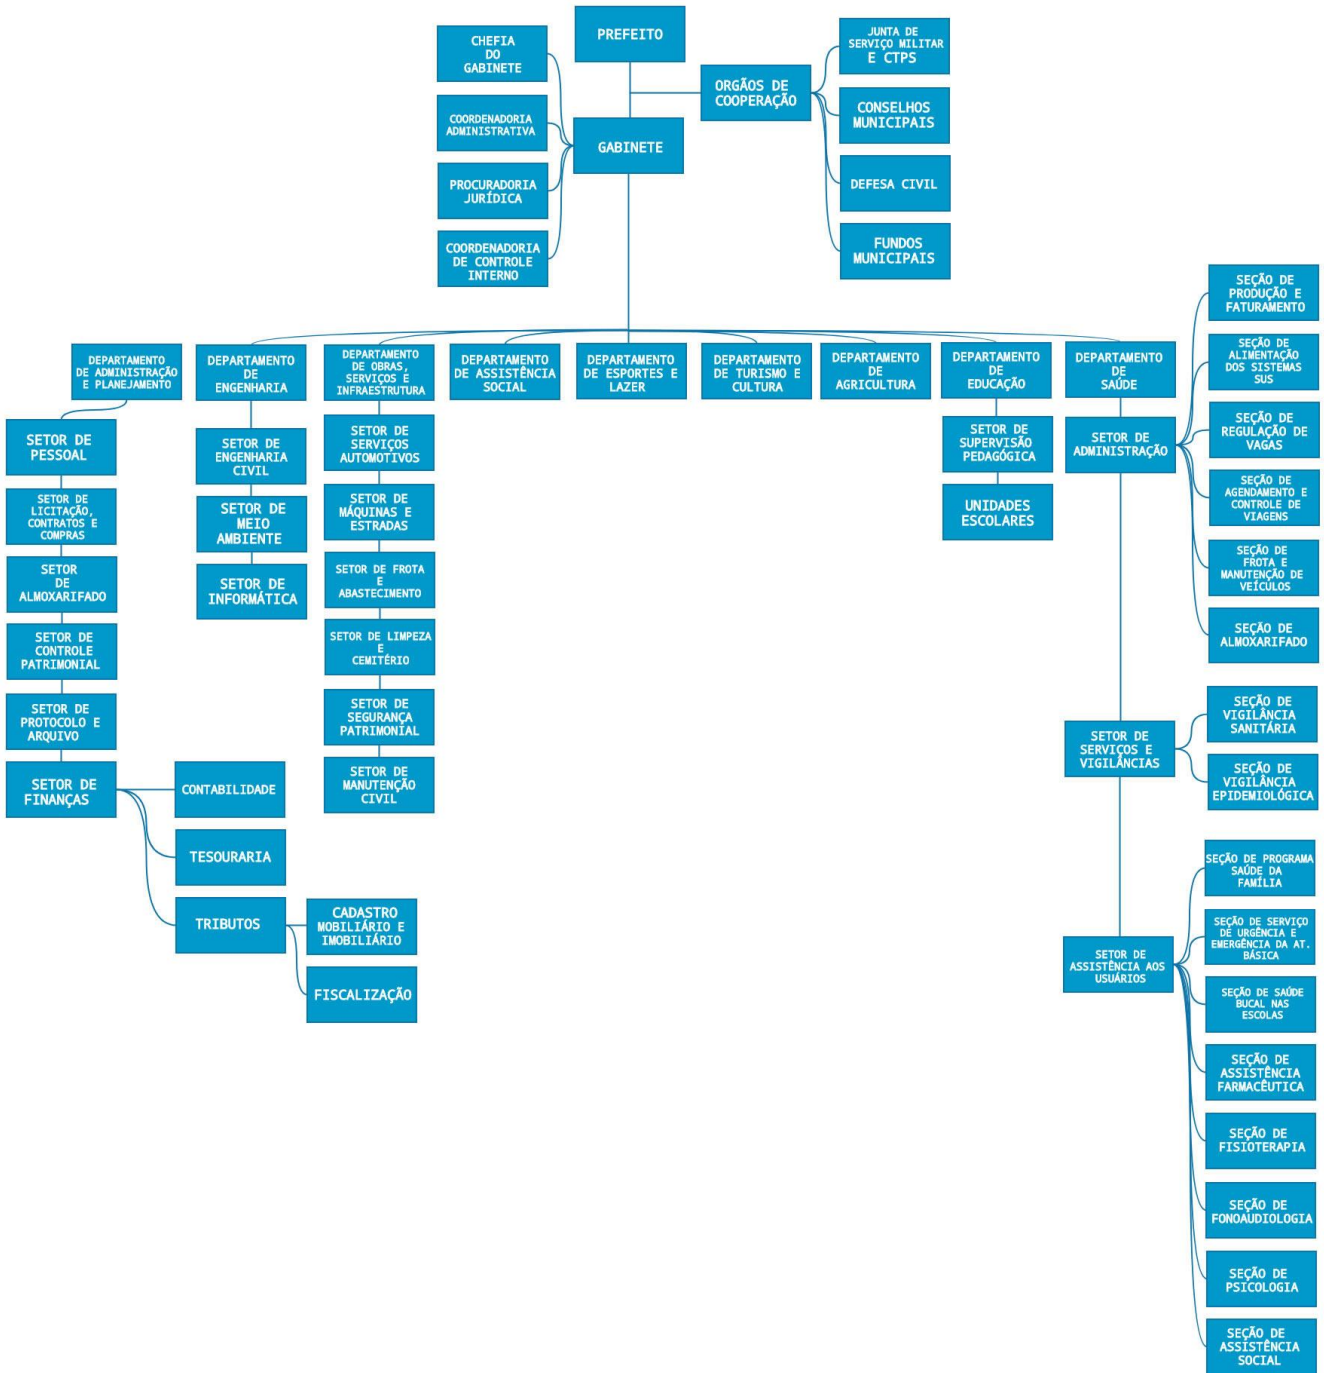 PREFEITO
CHEFIA
DO
GABINETE
COORDENADORIA
ADMINISTRATIVA
PROCURADORIA
JURÍDICA
COORDENADORIA
DE CONTROLE
INTERNO
GABINETE
ORGÃOS DE
COOPERAÇÃO
JUNTA DE
SERVIÇO MILITAR
E CTPS
CONSELHOS
MUNICIPAIS
DEFESA CIVIL
FUNDOS
MUNICIPAIS
DEPARTAMENTO
DE ADMINISTRAÇÃO
E PLANEJAMENTO
SETOR DE
PESSOAL
SETOR DE
LICITAÇÃO,
CONTRATOS E
COMPRAS
SETOR
DE
ALMOXARIFADO
SETOR DE
CONTROLE
PATRIMONIAL
SETOR DE
PROTOCOLO E
ARQUIVO
SETOR DE
FINANÇAS
CONTABILIDADE
TESOURARIA
TRIBUTOS
CADASTRO
MOBILIÁRIO E
IMOBILIÁRIO
FISCALIZAÇÃO
DEPARTAMENTO
DE
ENGENHARIA
SETOR DE
ENGENHARIA
CIVIL
SETOR DE
MEIO
AMBIENTE
SETOR DE
INFORMÁTICA
DEPARTAMENTO
DE OBRAS,
SERVIÇOS E
INFRAESTRUTURA
SETOR DE
SERVIÇOS
AUTOMOTIVOS
SETOR DE
MÁQUINAS E
ESTRADAS
SETOR DE FROTA
E
ABASTECIMENTO
SETOR DE LIMPEZA
E
CEMITÉRIO
SETOR DE
SEGURANÇA
PATRIMONIAL
SETOR DE
MANUTENÇÃO
CIVIL
DEPARTAMENTO
DE ASSISTÊNCIA
SOCIAL
DEPARTAMENTO
DE ESPORTES E
LAZER
DEPARTAMENTO
DE TURISMO E
CULTURA
DEPARTAMENTO
DE
AGRICULTURA
DEPARTAMENTO
DE
EDUCAÇÃO
SETOR DE
SUPERVISÃO
PEDAGÓGICA
UNIDADES
ESCOLARES
DEPARTAMENTO
DE
SAÚDE
SETOR DE
ADMINISTRAÇÃO
SEÇÃO DE
PRODUÇÃO E
FATURAMENTO
SEÇÃO DE
ALIMENTAÇÃO
DOS SISTEMAS
SUS
SEÇÃO DE
REGULAÇÃO DE
VAGAS
SEÇÃO DE
AGENDAMENTO E
CONTROLE DE
VIAGENS
SEÇÃO DE
FROTA E
MANUTENÇÃO DE
VEÍCULOS
SEÇÃO DE
ALMOXARIFADO
SETOR DE
SERVIÇOS E
VIGILÂNCIAS
SEÇÃO DE
VIGILÂNCIA
SANITÁRIA
SEÇÃO DE
VIGILÂNCIA
EPIDEMIOLÓGICA
SETOR DE
ASSISTÊNCIA AOS
USUÁRIOS
SEÇÃO DE PROGRAMA
SAÚDE DA
FAMÍLIA
SEÇÃO DE SERVIÇO
DE URGÊNCIA E
EMERGÊNCIA DA AT.
BÁSICA
SEÇÃO DE SAÚDE
BUCAL NAS
ESCOLAS
SEÇÃO DE
ASSISTÊNCIA
FARMACÊUTICA
SEÇÃO DE
FISIOTERAPIA
SEÇÃO DE
FONOAUDIOLOGIA
SEÇÃO DE
PSICOLOGIA
SEÇÃO DE
ASSISTÊNCIA
SOCIAL